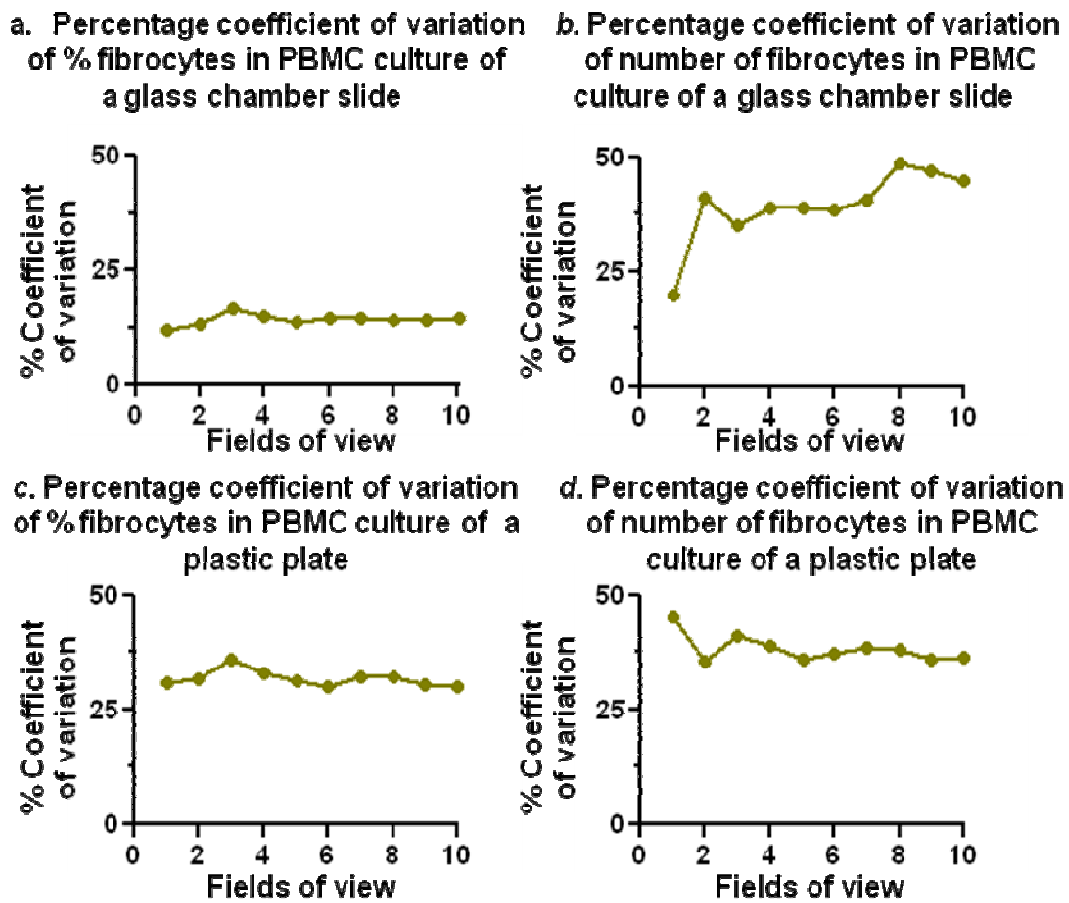 a. Percentage coefficient of variation
of % fibrocytes in PBMC culture of
a glass chamber slide
50
25
0
% Coefficient
of variation
0 2 4 6 8 10
Fields of view
b. Percentage coefficient of variation
of number of fibrocytes in PBMC
culture of a glass chamber slide
50
25
0
% Coefficient
of variation
0 2 4 6 8 10
Fields of view
c. Percentage coefficient of variation
of % fibrocytes in PBMC culture of a
plastic plate
50
25
0
% Coefficient
of variation
0 2 4 6 8 10
Fields of view
d. Percentage coefficient of variation
of number of fibrocytes in PBMC
culture of a plastic plate
50
25
0
% Coefficient
of variation
0 2 4 6 8 10
Fields of view